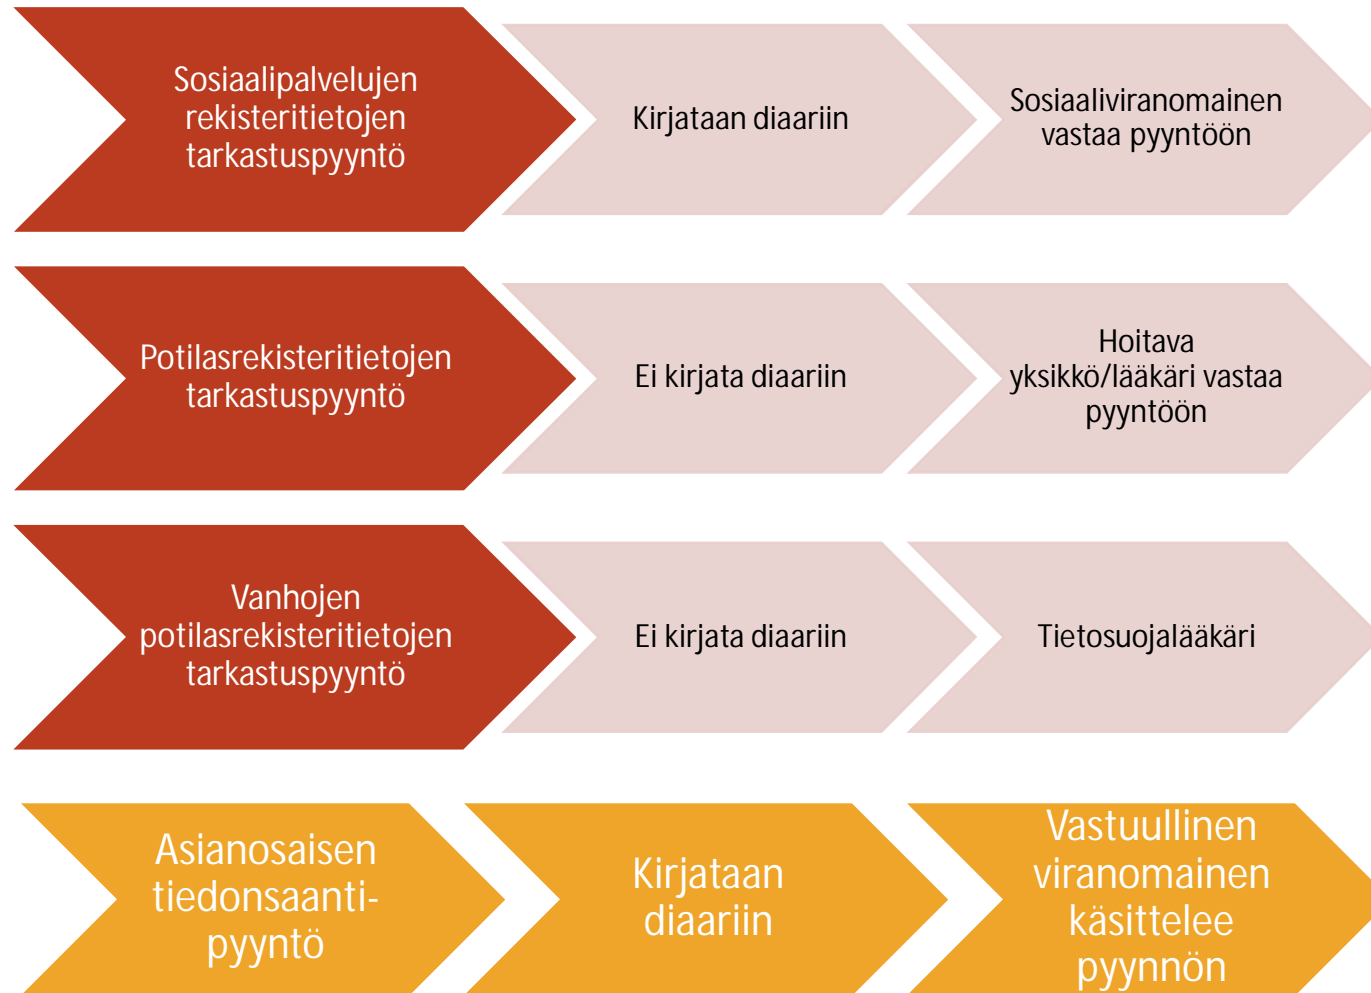 Sosiaalipalvelujen
rekisteritietojen
tarkastuspyyntö
Kirjataan diaariin
Sosiaaliviranomainen
vastaa pyyntöön
Potilasrekisteritietojen
tarkastuspyyntö
Ei kirjata diaariin
Hoitava
yksikkö/lääkäri vastaa
pyyntöön
Vanhojen
potilasrekisteritietojen
tarkastuspyyntö
Ei kirjata diaariin
Tietosuojalääkäri
Asianosaisen
tiedonsaanti-
pyyntö
Kirjataan
diaariin
Vastuullinen
viranomainen
käsittelee
pyynnön